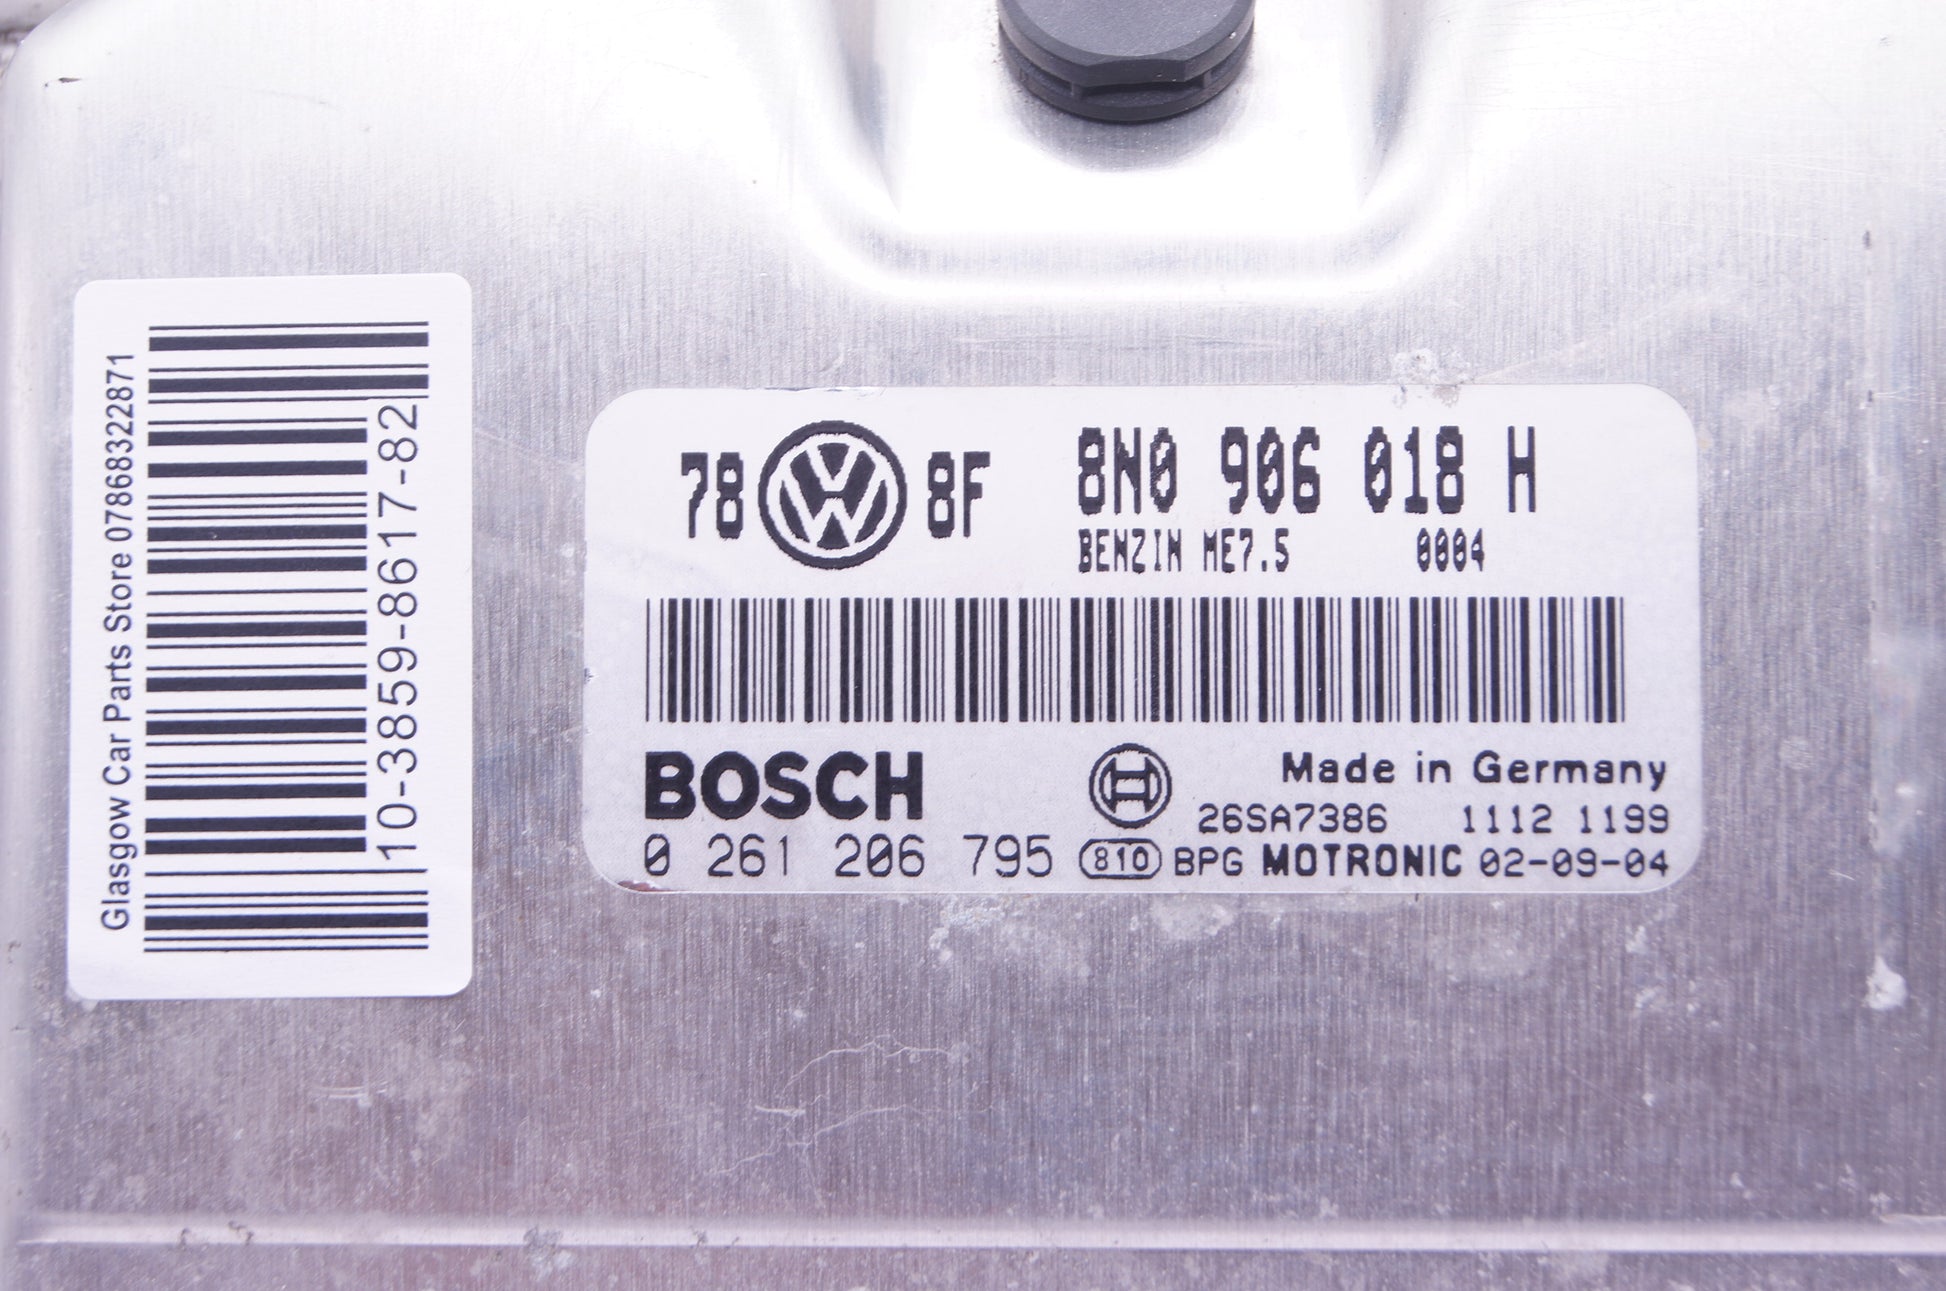 Glasgow Car Parts Store 07868322871
10-3859-8617-82
78 VW 8F 8N0 906 018 H
BENZIN ME7.5 0004
BOSCH Made in Germany
26SA7386 1112 1199
0 261 206 795 810 BPG MOTRONIC 02-09-04